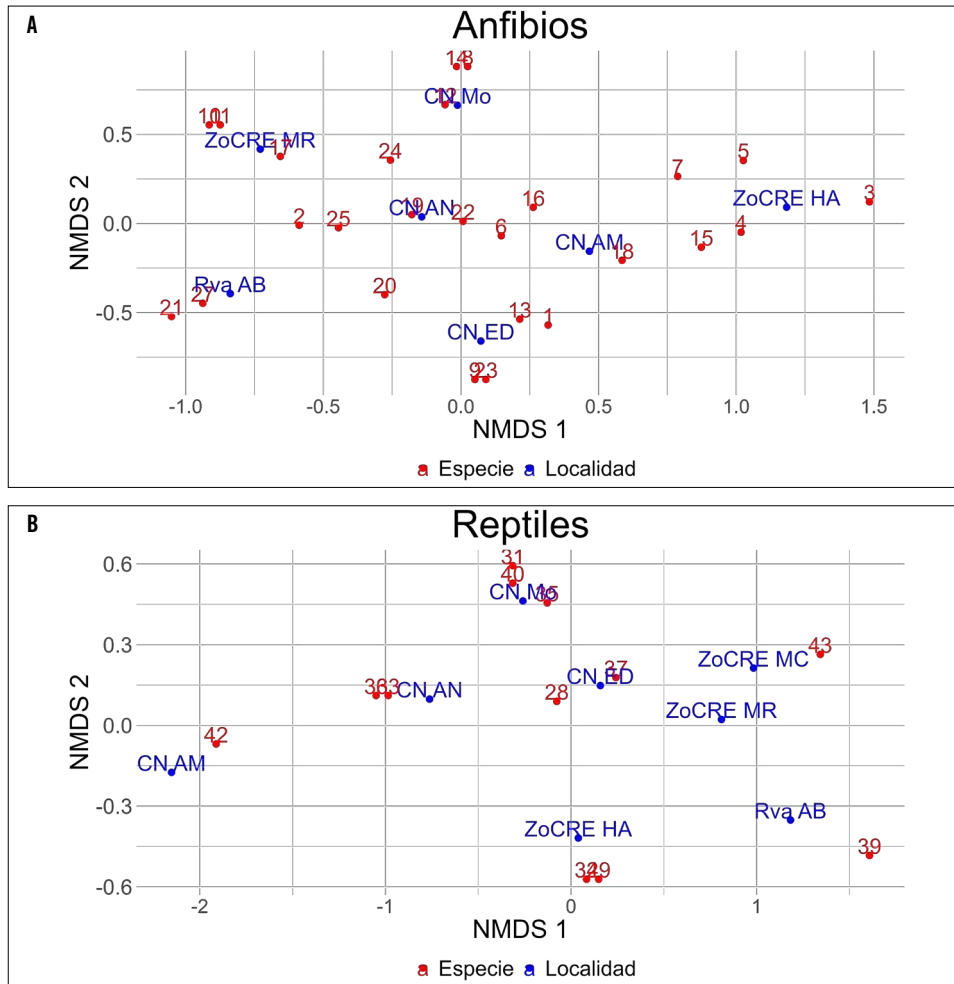 A
Anfibios
14
12
CN Mo
10 11
0.5
ZoCRE MR
17
24
5
7
ZoCRE HA
3
19
CN AN
16
0.0
2
25
22
6
CN AM
18
15
4
Rva AB
27
21
20
-0.5
13
1
CN ED
9 23
-1.0 -0.5 0.0 0.5 1.0 1.5
NMDS 1
NMDS 2
a Especie a Localidad
B
Reptiles
31
0.6
40
CN Mo
35
0.3
43
ZoCRE MC
37
CN ED
CN AN
28
ZoCRE MR
0.0
42
CN AM
-0.3
Rva AB
ZoCRE HA
39
-0.6
-2 -1 0 1
NMDS 1
NMDS 2
a Especie a Localidad